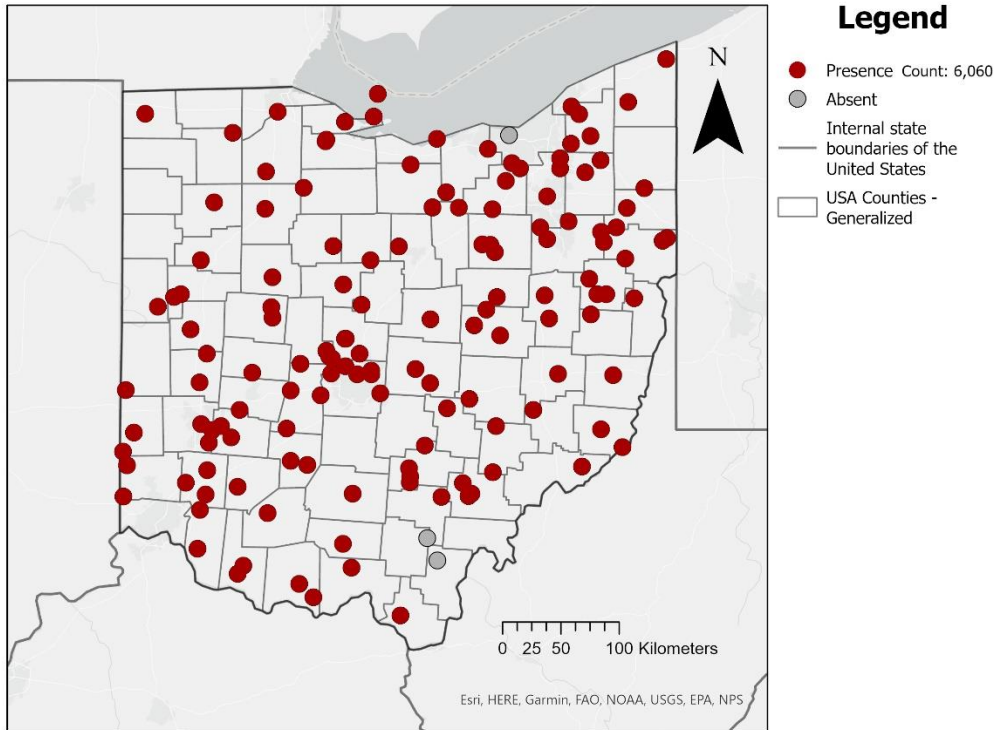 Legend
N
Presence Count: 6,060
Absent
Internal state
boundaries of the
United States
USA Counties -
Generalized
0 25 50 100 Kilometers
Esri, HERE, Garmin, FAO, NOAA, USGS, EPA, NPS